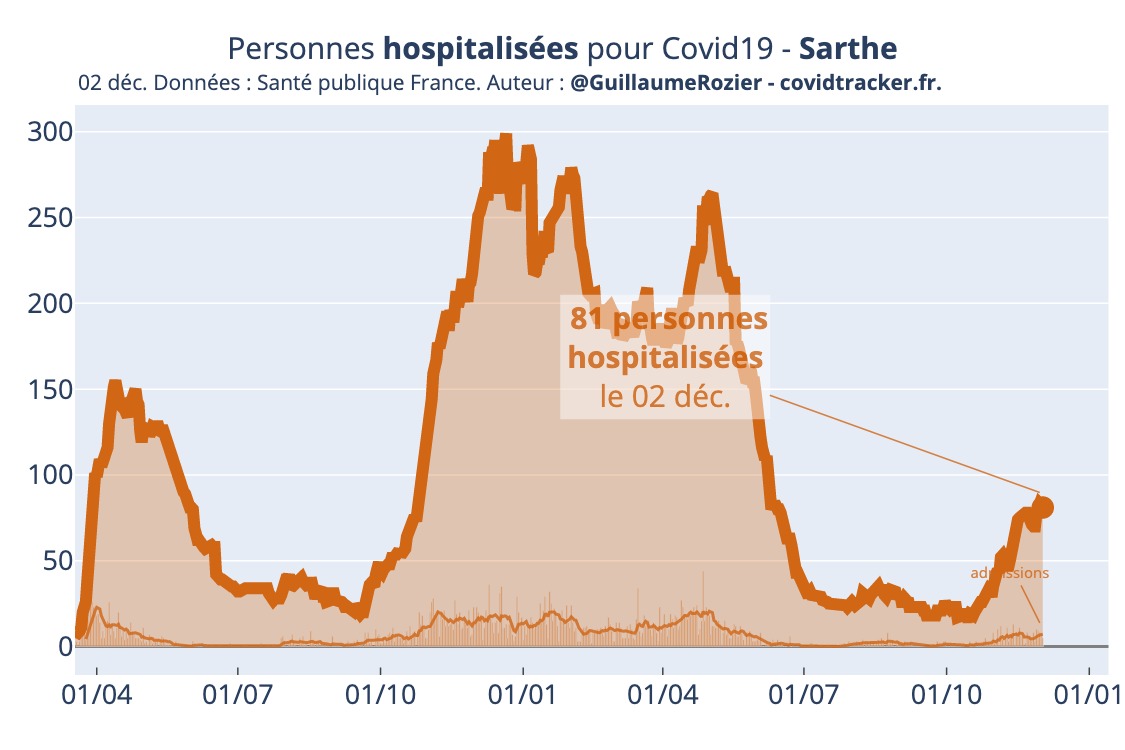 Personnes hospitalisées pour Covid19 - Sarthe
02 déc. Données : Santé publique France. Auteur : @GuillaumeRozier - covidtracker.fr.
300
250
200
150
100
50
0
81 personnes
hospitalisées
le 02 déc.
admissions
01/04 01/07 01/10 01/01 01/04 01/07 01/10 01/01